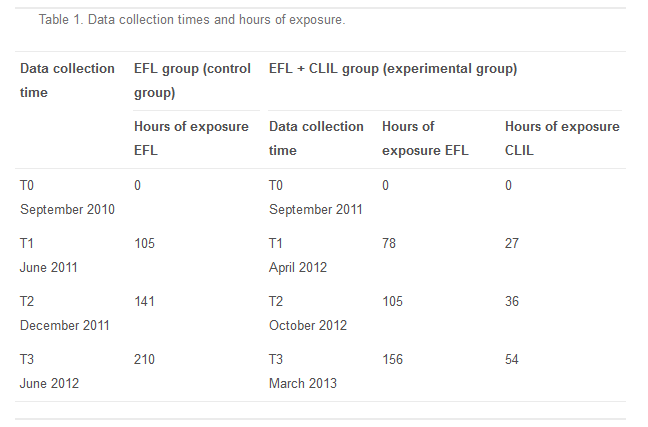 Table 1. Data collection times and hours of exposure.
Data collection EFL group (control EFL + CLIL group (experimental group)
time group)
Hours of exposure Data collection Hours of Hours of exposure
EFL time exposure EFL CLIL
T0 0 T0 0 0
September 2010 September 2011
T1 105 T1 78 27
June 2011 April 2012
T2 141 T2 105 36
December 2011 October 2012
T3 210 T3 156 54
June 2012 March 2013